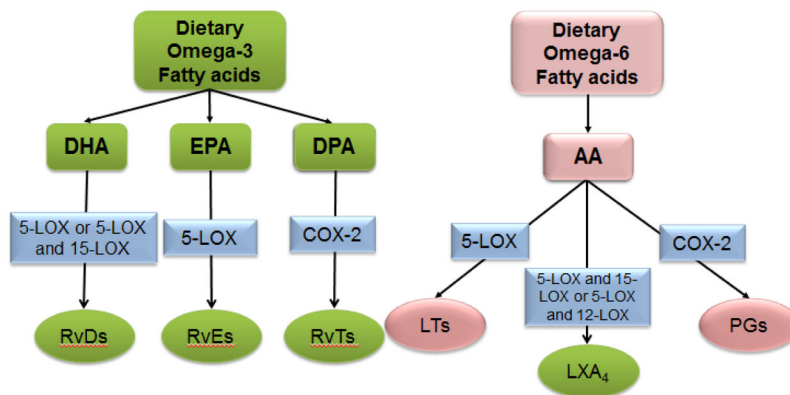 Dietary
Omega-3
Fatty acids
DHA
EPA
DPA
5-LOX or 5-LOX
and 15-LOX
5-LOX
COX-2
RvDs
RvEs
RvTs
Dietary
Omega-6
Fatty acids
AA
5-LOX
COX-2
5-LOX and 15-
LOX or 5-LOX
and 12-LOX
LTs
PGs
LXA₄